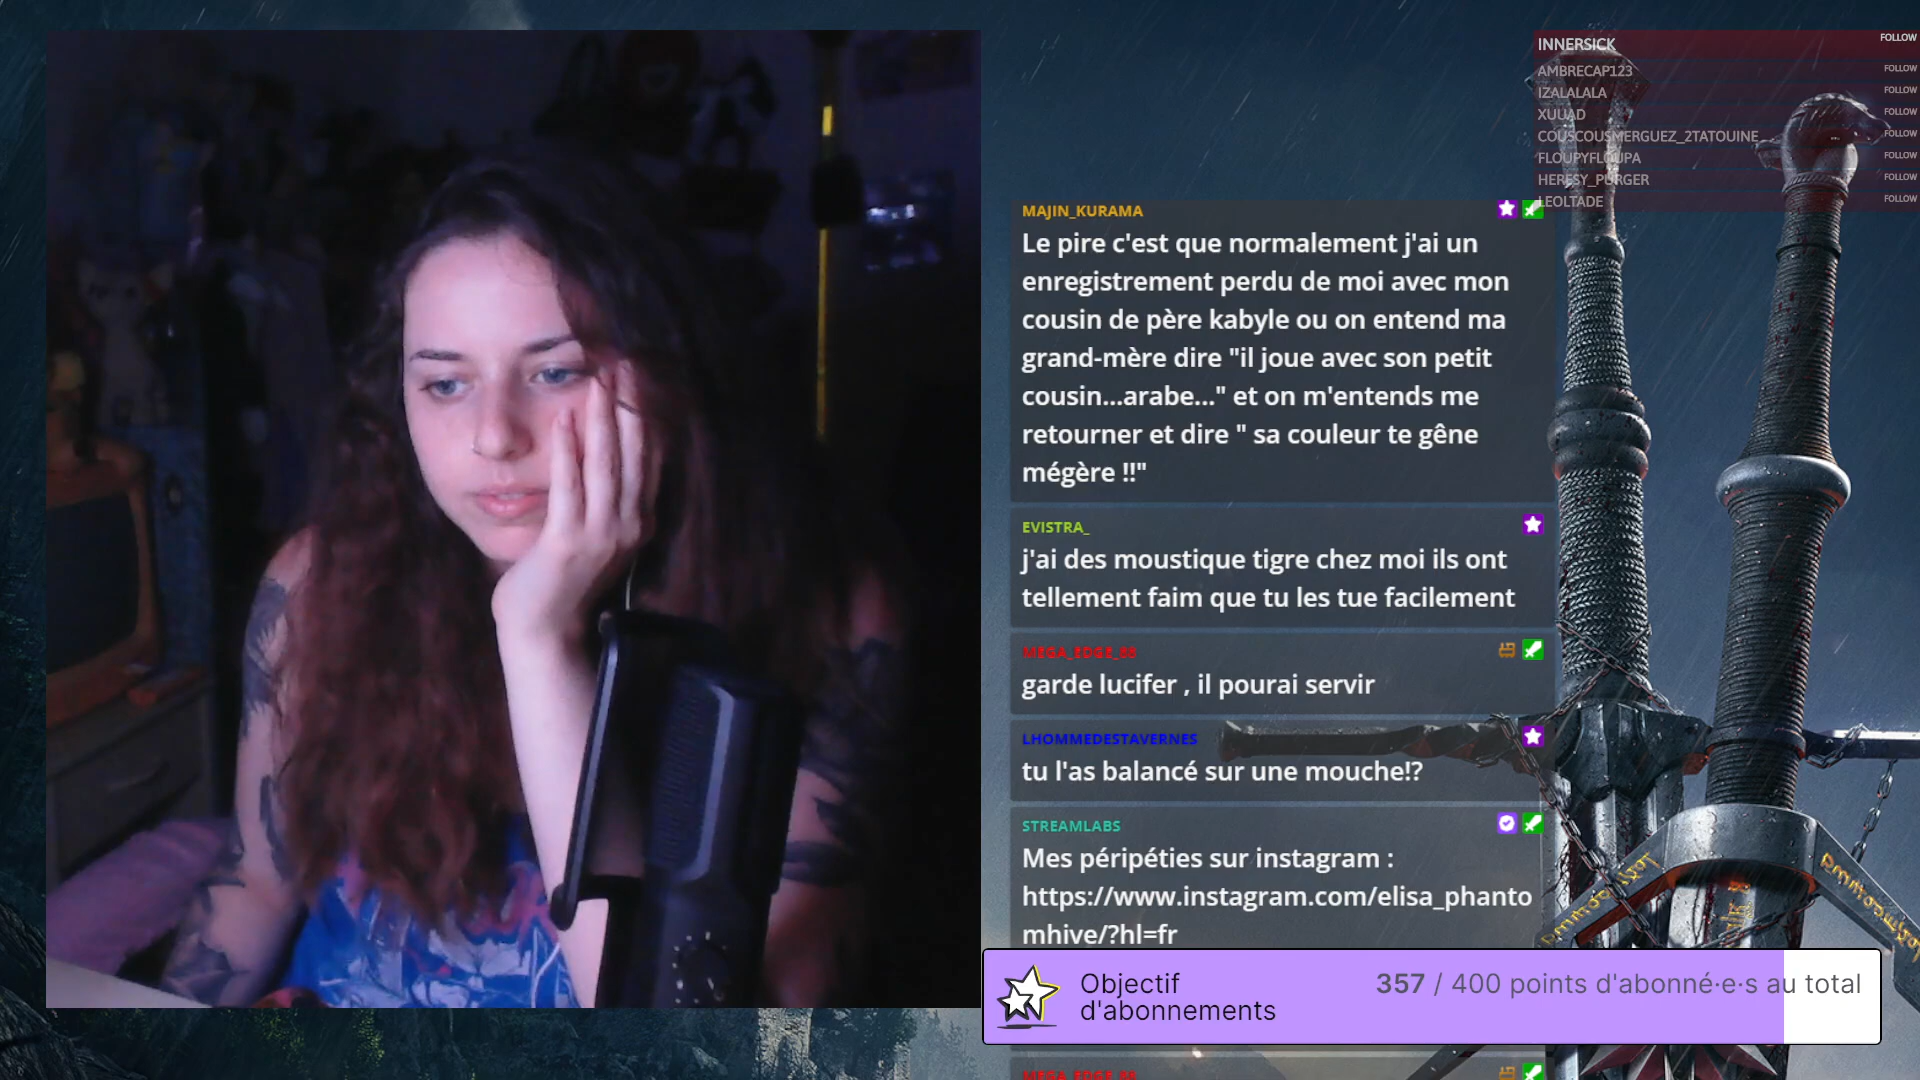 INNERSICK FOLLOW
AMBRECAP123 FOLLOW
IZALALALA FOLLOW
XUUAD FOLLOW
COUSCOUSMERGUEZ_2TATOUINE FOLLOW
FLOUPYFLOUPA FOLLOW
HERESY_PURGER FOLLOW
LEOLTADE FOLLOW
MAJIN_KURAMA
Le pire c'est que normalement j'ai un
enregistrement perdu de moi avec mon
cousin de père kabyle ou on entend ma
grand-mère dire "il joue avec son petit
cousin...arabe..." et on m'entends me
retourner et dire " sa couleur te gêne
mégère !!"
EVISTRA_
j'ai des moustique tigre chez moi ils ont
tellement faim que tu les tue facilement
MEGA_EDGE_88
garde lucifer , il pourai servir
LHOMMEDESTAVERNES
tu l'as balancé sur une mouche!?
STREAMLABS
Mes péripéties sur instagram :
https://www.instagram.com/elisa_phanto
mhive/?hl=fr
Objectif
d'abonnements
357 / 400 points d'abonné·e·s au total
MEGA_EDGE_88